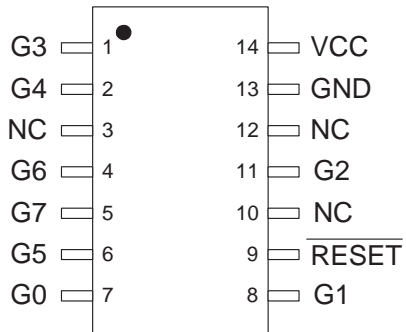 G3 1 14 VCC
G4 2 13 GND
NC 3 12 NC
G6 4 11 G2
G7 5 10 NC
G5 6 9 RESET
G0 7 8 G1